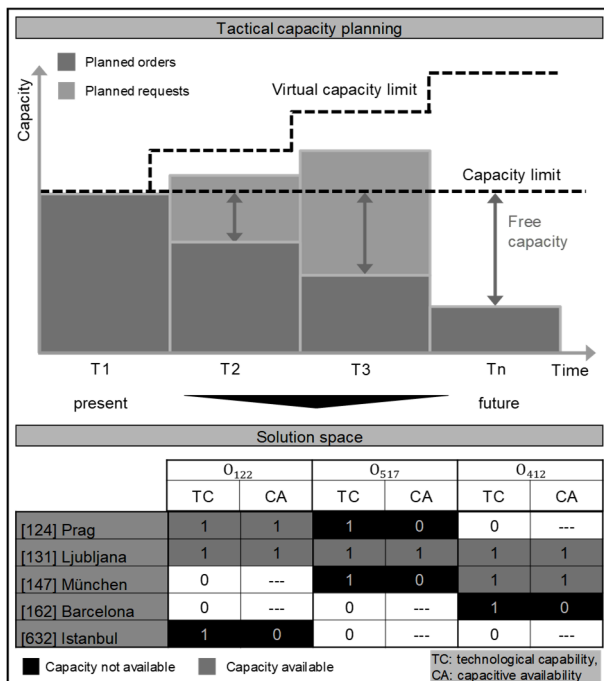 Tactical capacity planning
Planned orders
Planned requests
Virtual capacity limit
Capacity
Capacity limit
Free
capacity
T1 T2 T3 Tn Time
present future
Solution space
O122 O517 O412
TC CA TC CA TC CA
[124] Prag 1 1 1 0 0 ---
[131] Ljubljana 1 1 1 1 1 1
[147] München 0 --- 1 0 1 1
[162] Barcelona 0 --- 0 --- 1 0
[632] Istanbul 1 0 0 --- 0 ---
Capacity not available Capacity available
TC: technological capability,
CA: capacitive availability